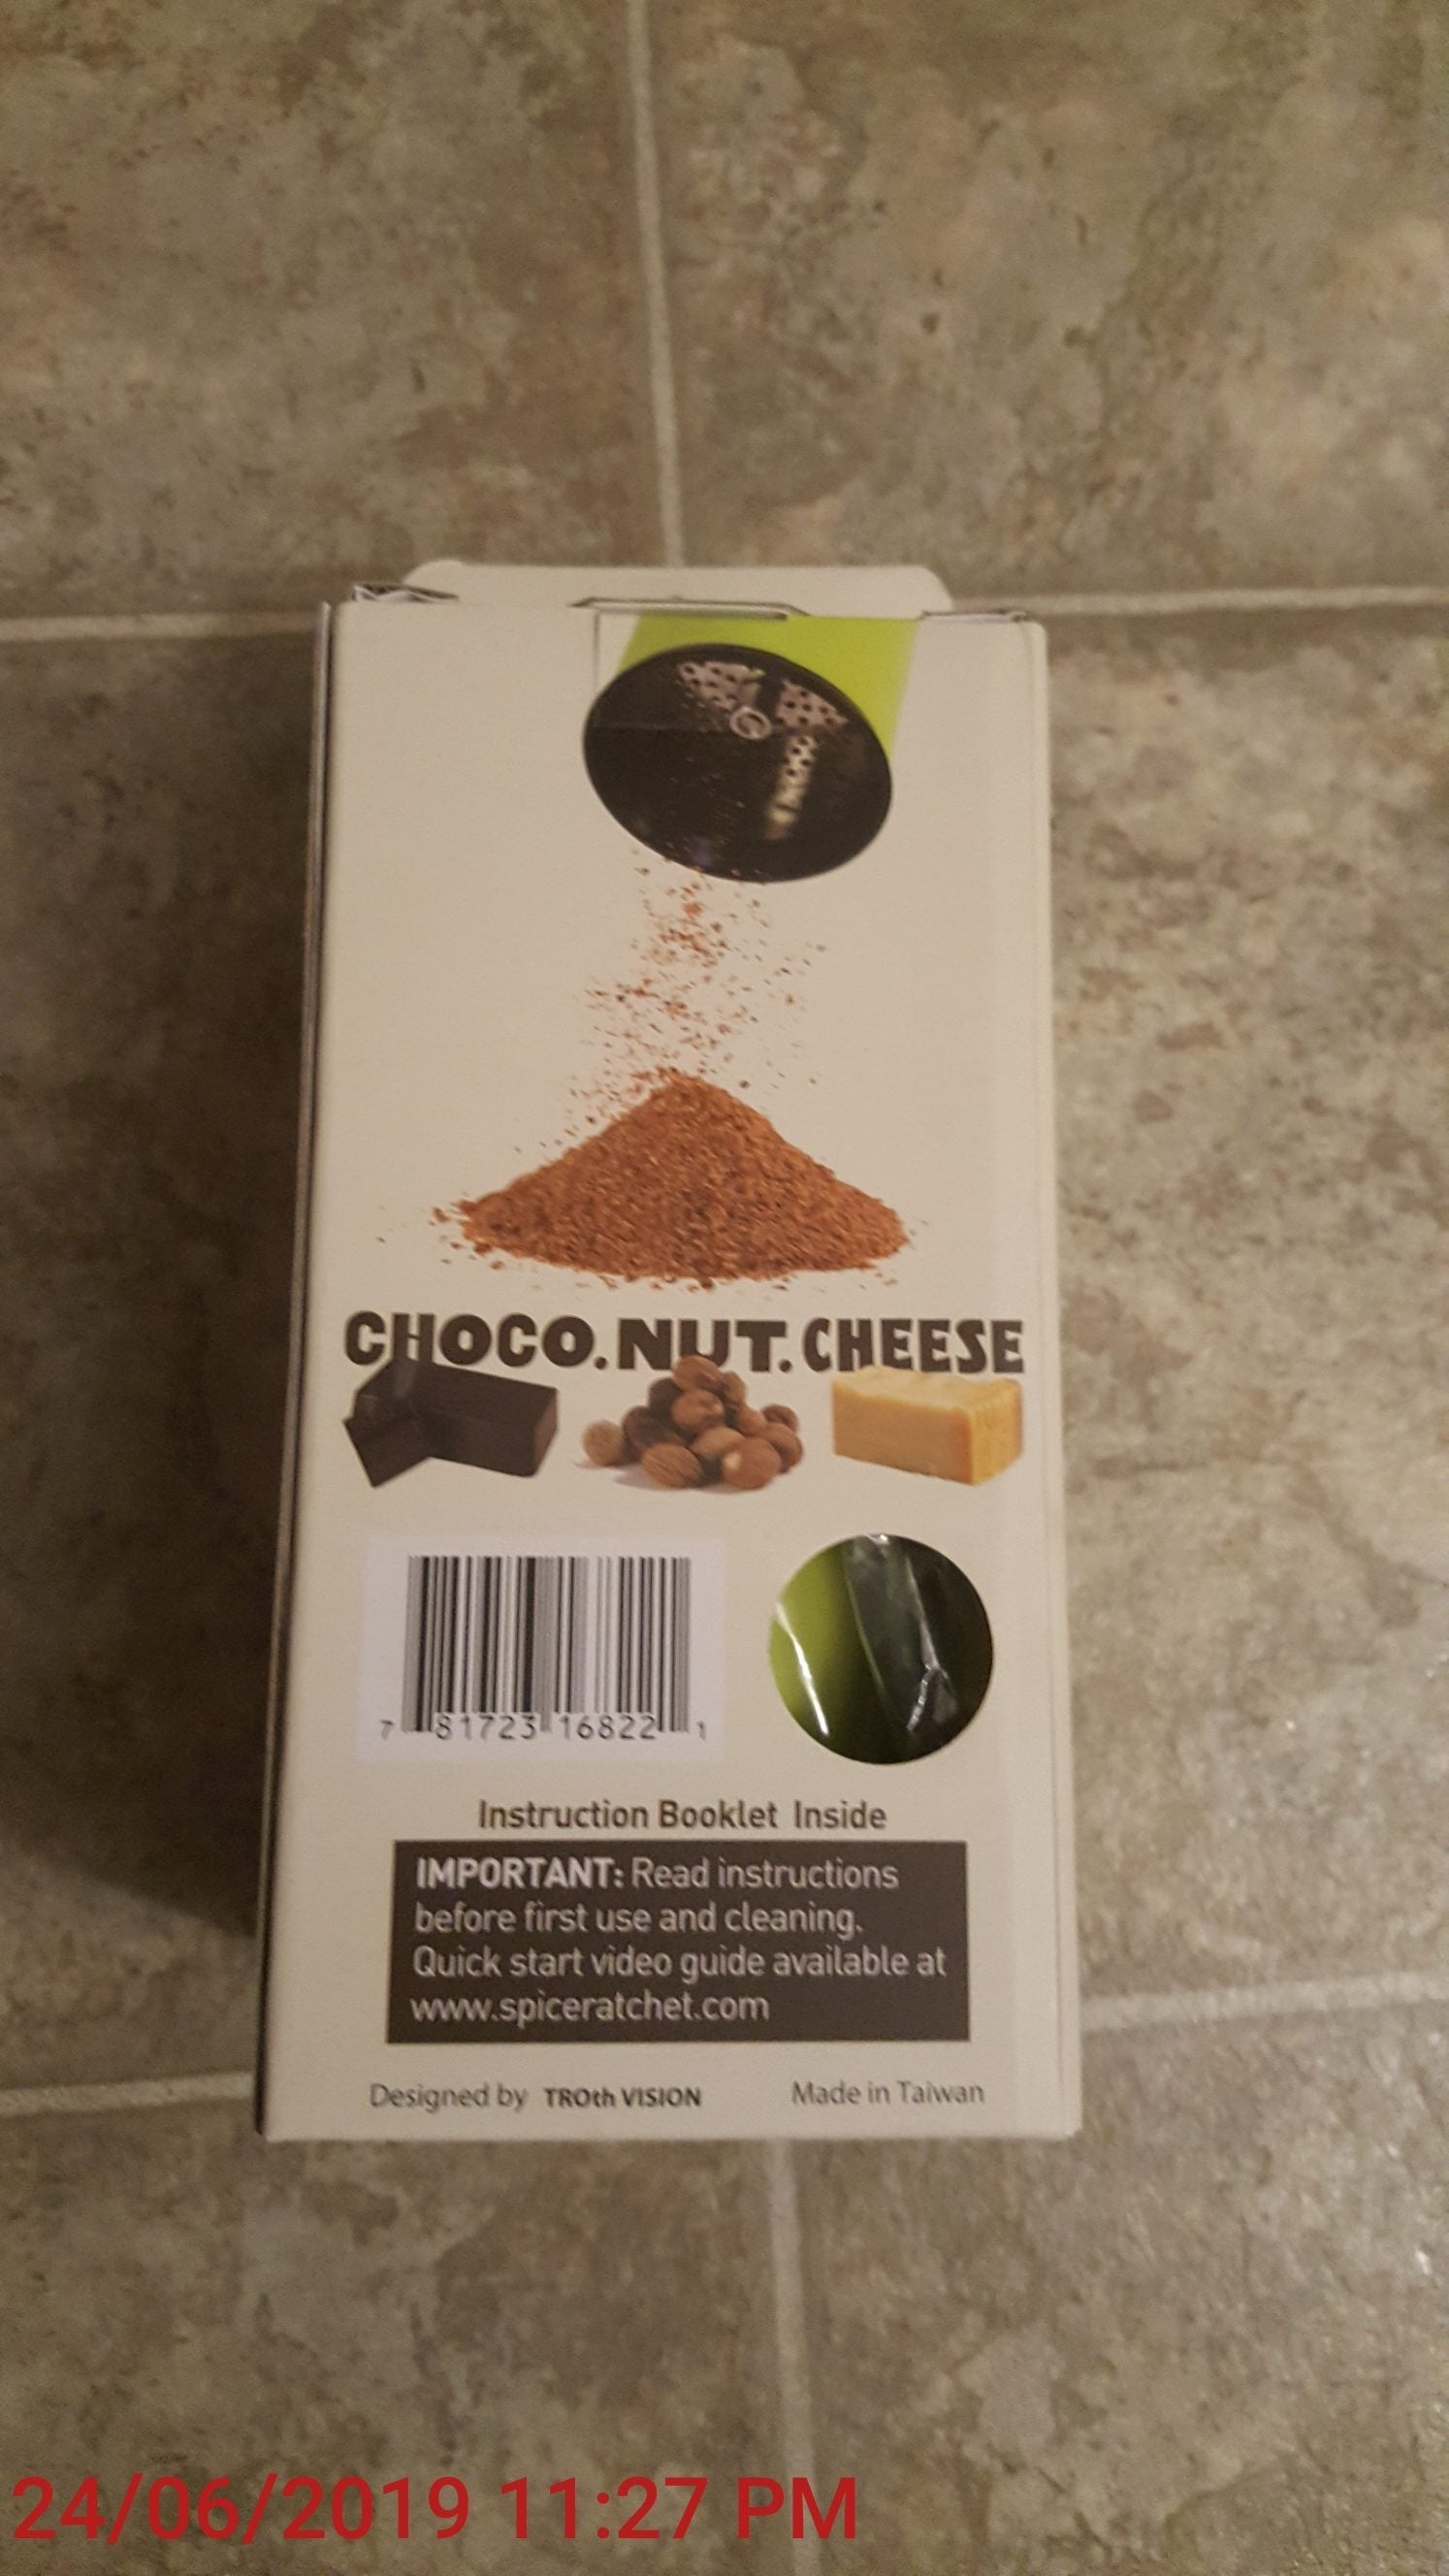 CHOCO.NUT.CHEESE
7 81723 16822 1
Instruction Booklet Inside
IMPORTANT: Read instructions
before first use and cleaning.
Quick start video guide available at
www.spiceratchet.com
Designed by TROth VISION Made in Taiwan
24/06/2019 11:27 PM